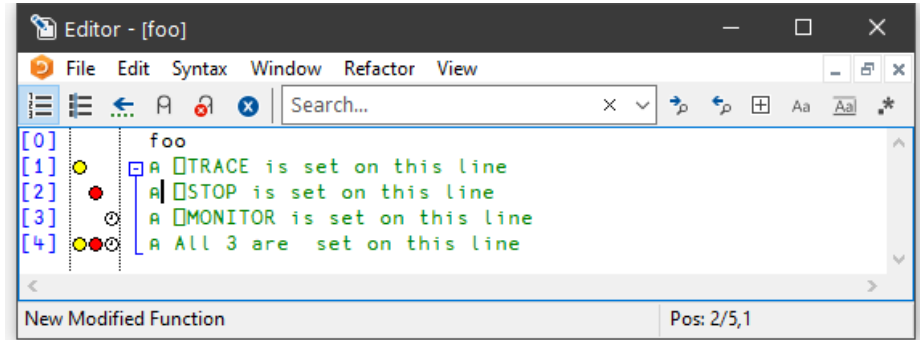 Editor - [foo]
File Edit Syntax Window Refactor View
Search...
Aa Aa
[0] foo
[1] ⍝ ⎕TRACE is set on this line
[2] ⍝ ⎕STOP is set on this line
[3] ⍝ ⎕MONITOR is set on this line
[4] ⍝ All 3 are  set on this line
New Modified Function Pos: 2/5,1